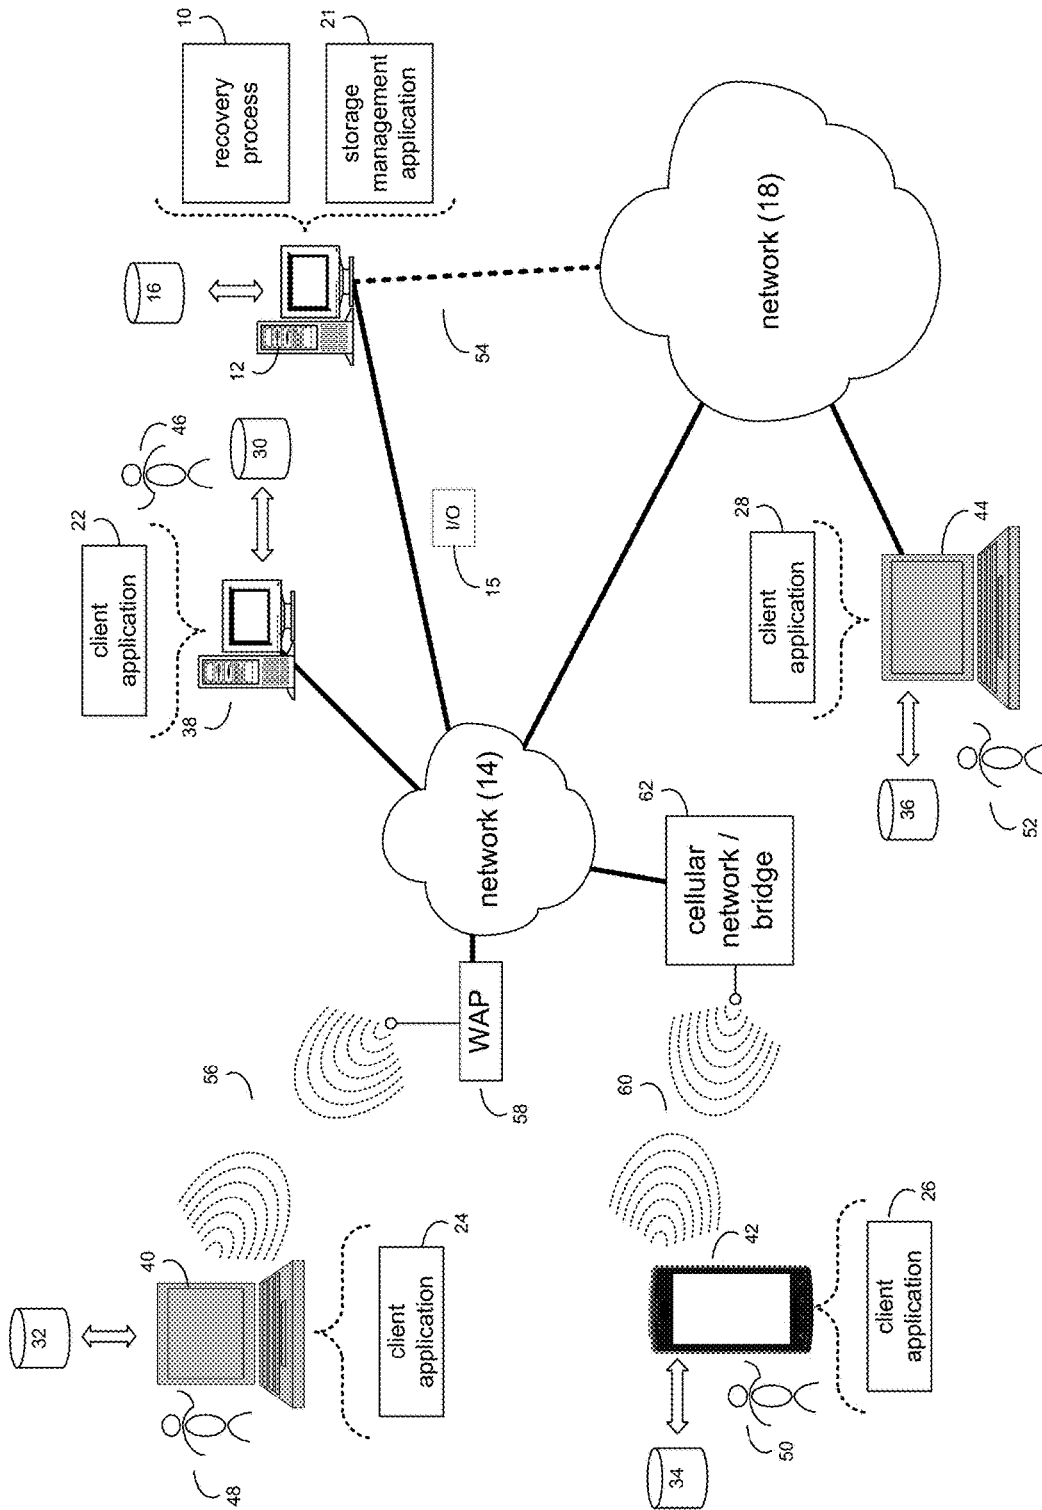 32
22
client
application
40
16
46
10
38
48
56
recovery
process
12
30
21
storage
management
application
client
application
24
I/O
WAP
network (14)
15
54
58
60
62
34
cellular
network /
bridge
42
28
network (18)
client
application
50
client
application
26
36
44
52